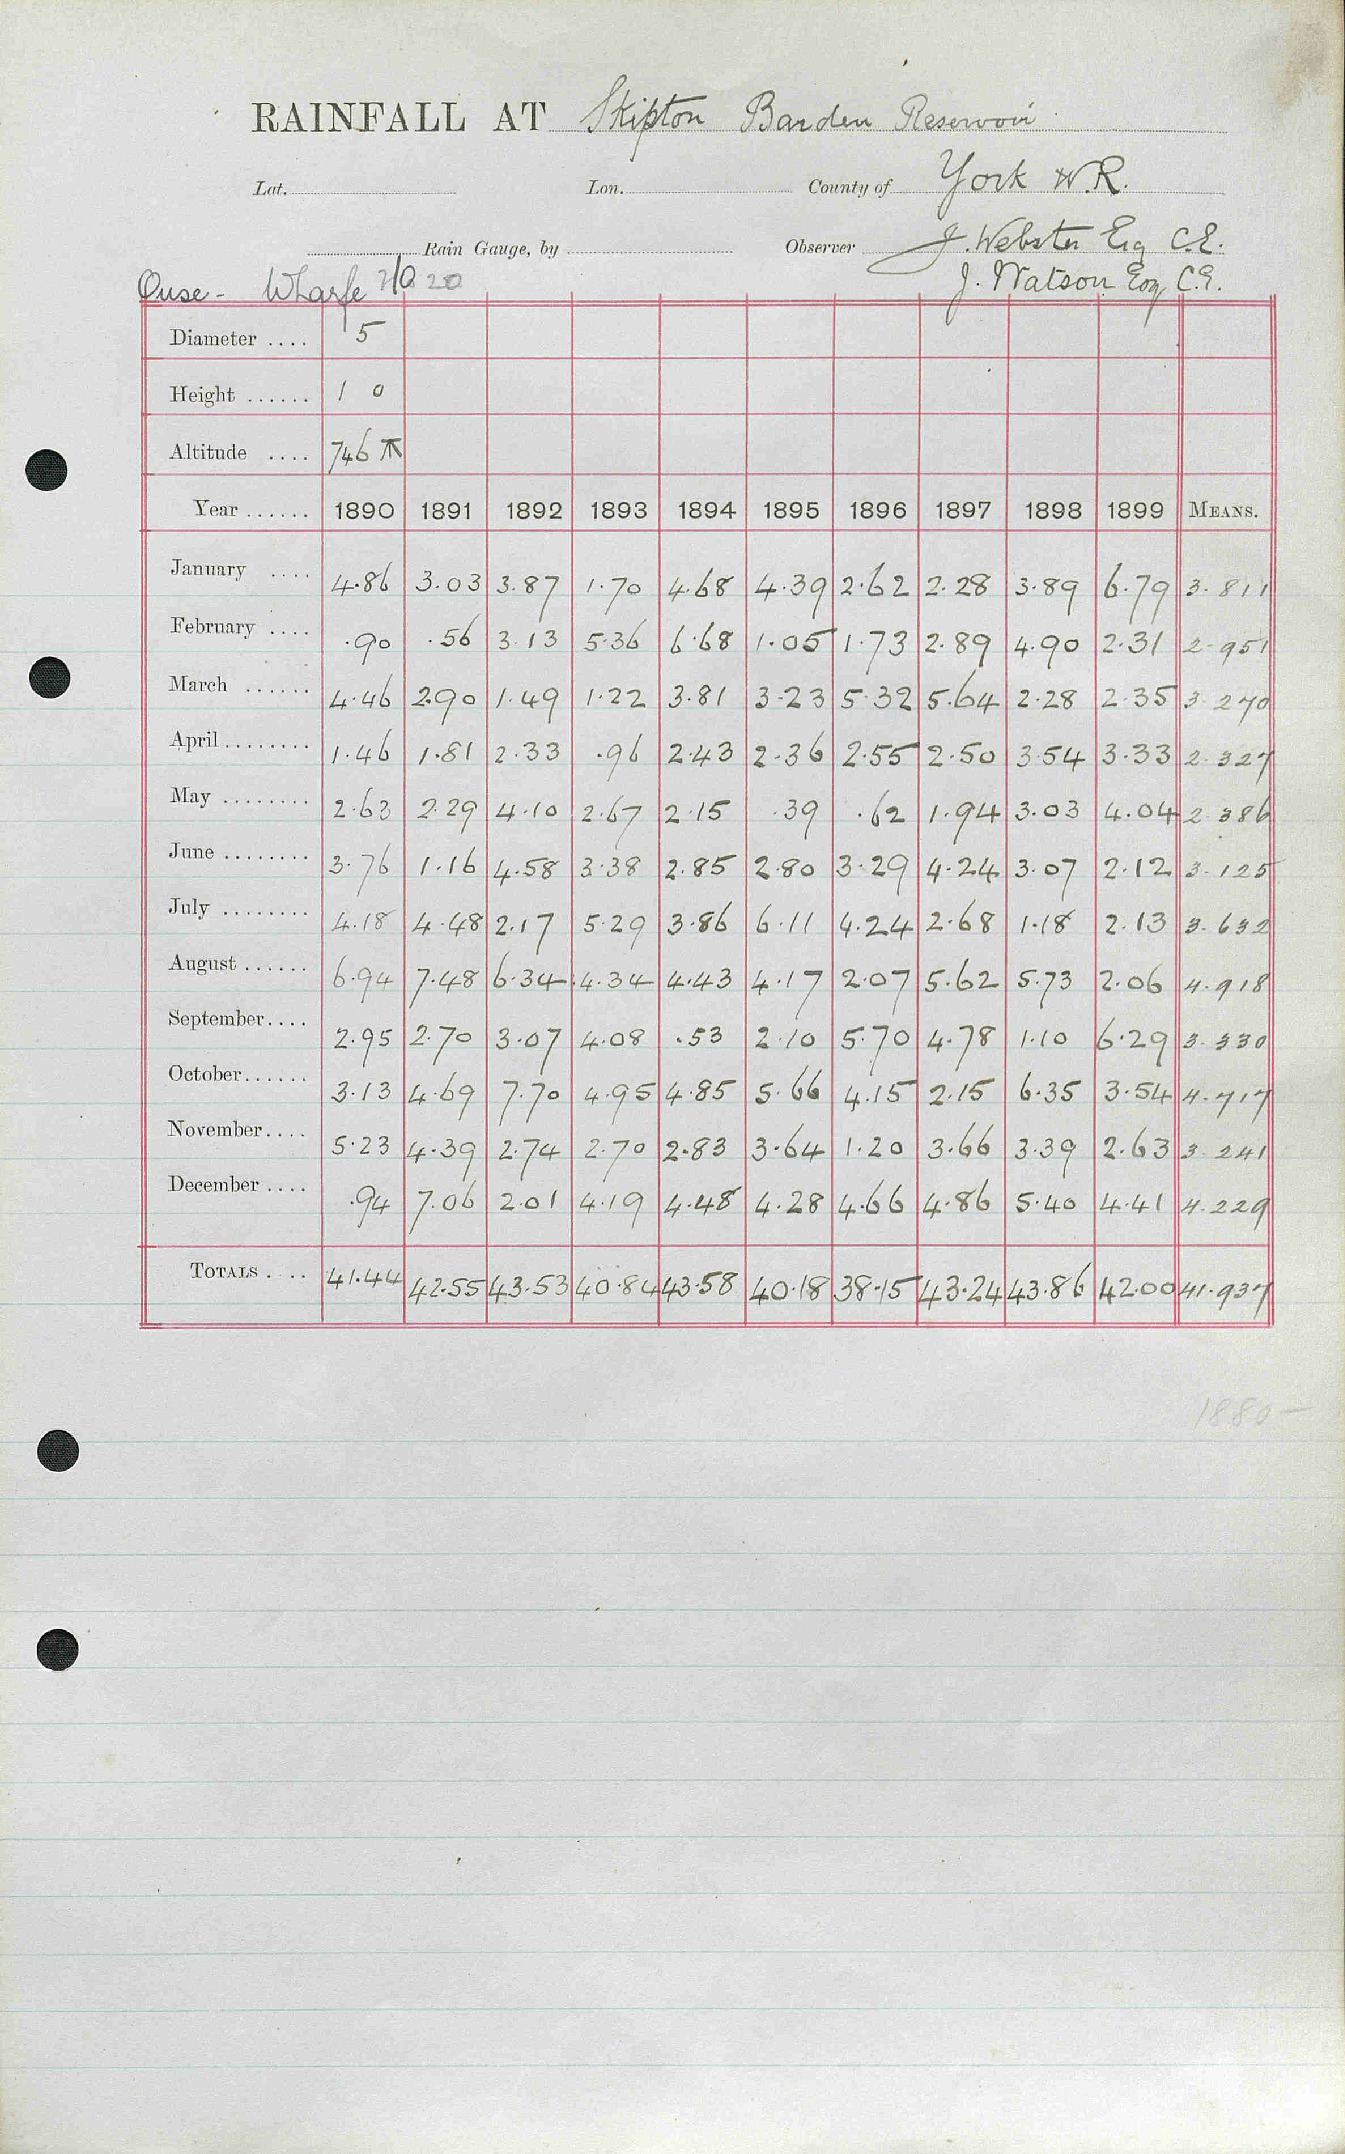 RAINFALL AT Skipton Barden Reservoir
Lat. Lon. County of York W.R.
Rain Gauge, by Observer J. Webster Esq C.E.
Ouse - Wharfe 20 J. Watson Esq C.E.
Diameter .... 5
Height ...... 1 0
Altitude .... 746
Year ...... 1890 1891 1892 1893 1894 1895 1896 1897 1898 1899 MEANS.
January .... 4.86 3.03 3.87 1.70 4.68 4.39 2.62 2.28 3.89 6.79 3.811
February .... .90 .56 3.13 5.36 6.68 1.05 1.73 2.89 4.90 2.31 2.951
March ...... 4.46 2.90 1.49 1.22 3.81 3.23 5.32 5.64 2.28 2.35 3.270
April ........ 1.46 1.81 2.33 .96 2.43 2.36 2.55 2.50 3.54 3.33 2.327
May ........ 2.63 2.29 4.10 2.67 2.15 .39 .62 1.94 3.03 4.04 2.386
June ........ 3.76 1.16 4.58 3.38 2.85 2.80 3.29 4.24 3.07 2.12 3.125
July ........ 4.18 4.48 2.17 5.29 3.86 6.11 4.24 2.68 1.18 2.13 3.632
August ...... 6.94 7.48 6.34 4.34 4.43 4.17 2.07 5.62 5.73 2.06 4.918
September.... 2.95 2.70 3.07 4.08 .53 2.10 5.70 4.78 1.10 6.29 3.330
October...... 3.13 4.69 7.70 4.95 4.85 5.66 4.15 2.15 6.35 3.54 4.717
November.... 5.23 4.39 2.74 2.70 2.83 3.64 1.20 3.66 3.39 2.63 3.241
December .... .94 7.06 2.01 4.19 4.48 4.28 4.66 4.86 5.40 4.41 4.229
TOTALS .... 41.44 42.55 43.53 40.84 43.58 40.18 38.15 43.24 43.86 42.00 41.937
1880-